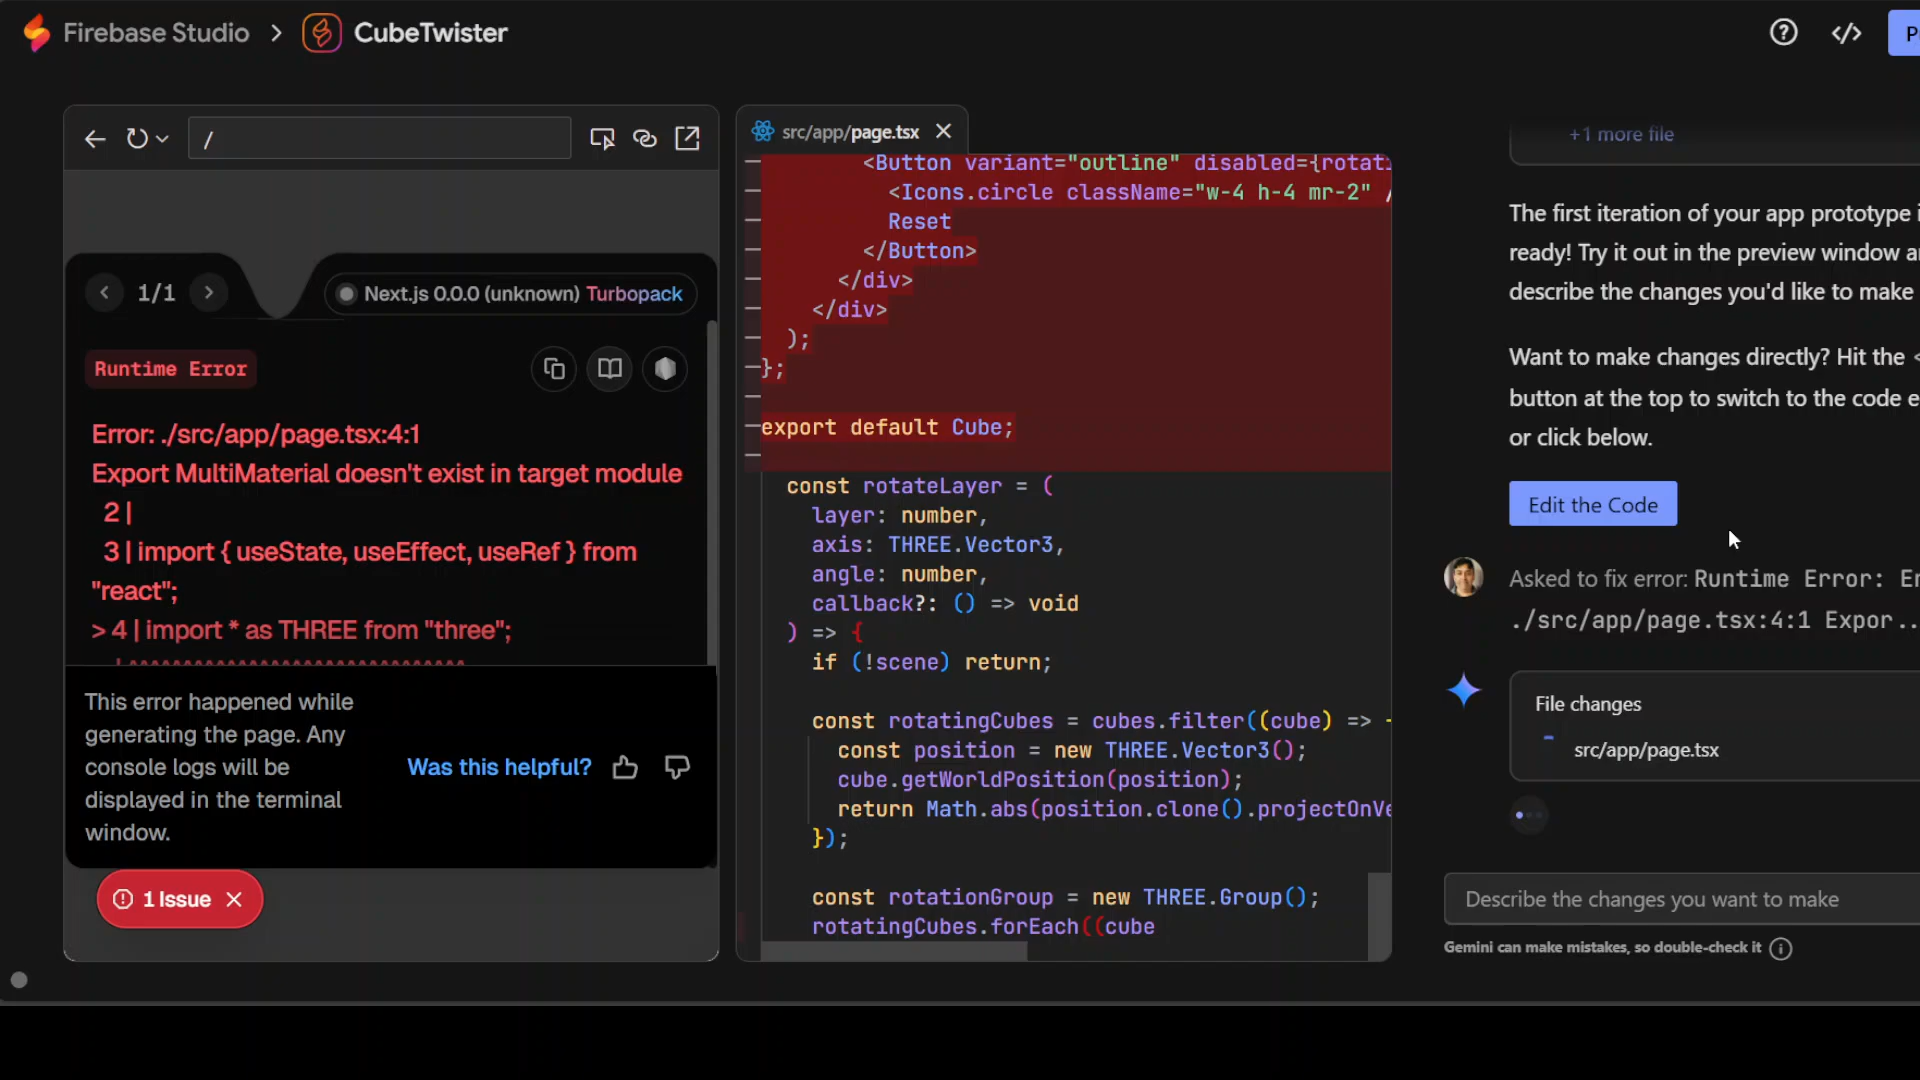 Firebase Studio > CubeTwister
/
1/1
Next.js 0.0.0 (unknown) Turbopack
Runtime Error
Error: ./src/app/page.tsx:4:1
Export MultiMaterial doesn't exist in target module
2 |
3 | import { useState, useEffect, useRef } from
"react";
> 4 | import * as THREE from "three";
| ^^^^^^^^^^^^^^^^^^^^^^^^^^^^^^^
This error happened while
generating the page. Any
console logs will be
displayed in the terminal
window.
Was this helpful?
1 Issue
src/app/page.tsx
<Button variant="outline" disabled={rotati
<Icons.circle className="w-4 h-4 mr-2" /
Reset
</Button>
</div>
</div>
);
};
export default Cube;
const rotateLayer = (
layer: number,
axis: THREE.Vector3,
angle: number,
callback?: () => void
) => {
if (!scene) return;
const rotatingCubes = cubes.filter((cube) =>
const position = new THREE.Vector3();
cube.getWorldPosition(position);
return Math.abs(position.clone().projectOnVe
});
const rotationGroup = new THREE.Group();
rotatingCubes.forEach((cube
+1 more file
The first iteration of your app prototype i
ready! Try it out in the preview window a
describe the changes you'd like to make
Want to make changes directly? Hit the <
button at the top to switch to the code e
or click below.
Edit the Code
Asked to fix error: Runtime Error: Er
./src/app/page.tsx:4:1 Expor...
File changes
src/app/page.tsx
Describe the changes you want to make
Gemini can make mistakes, so double-check it